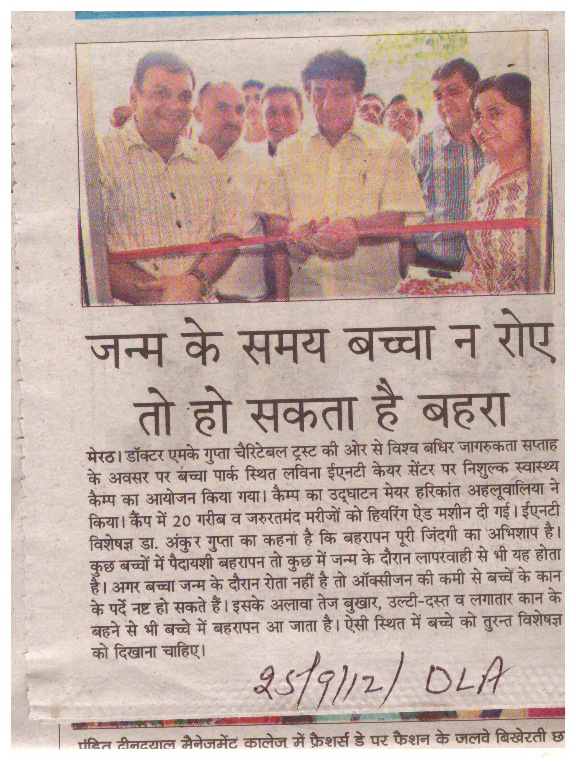 जन्म के समय बच्चा न रोए
तो हो सकता है बहरा
मेरठ। डॉक्टर एमके गुप्ता चैरिटेबल ट्रस्ट की ओर से विश्व बधिर जागरुकता सप्ताह
के अवसर पर बच्चा पार्क स्थित लविना ईएनटी केयर सेंटर पर निशुल्क स्वास्थ्य
कैम्प का आयोजन किया गया। कैम्प का उद्घाटन मेयर हरिकांत अहलूवालिया ने
किया। कैंप में 20 गरीब व जरुरतमंद मरीजों को हियरिंग ऐड मशीन दी गई। ईएनटी
विशेषज्ञ डा. अंकुर गुप्ता का कहना है कि बहरापन पूरी जिंदगी का अभिशाप है।
कुछ बच्चों में पैदायशी बहरापन तो कुछ में जन्म के दौरान लापरवाही से भी यह होता
है। अगर बच्चा जन्म के दौरान रोता नहीं है तो ऑक्सीजन की कमी से बच्चे के कान
के पर्दे नष्ट हो सकते हैं। इसके अलावा तेज बुखार, उल्टी-दस्त व लगातार कान के
बहने से भी बच्चे में बहरापन आ जाता है। ऐसी स्थित में बच्चे को तुरन्त विशेषज्ञ
को दिखाना चाहिए।
25/9/12/ DLA
पंडित दीनदयाल मैनेजमेंट कालेज में फ्रैशर्स डे पर फैशन के जलवे बिखेरती छ